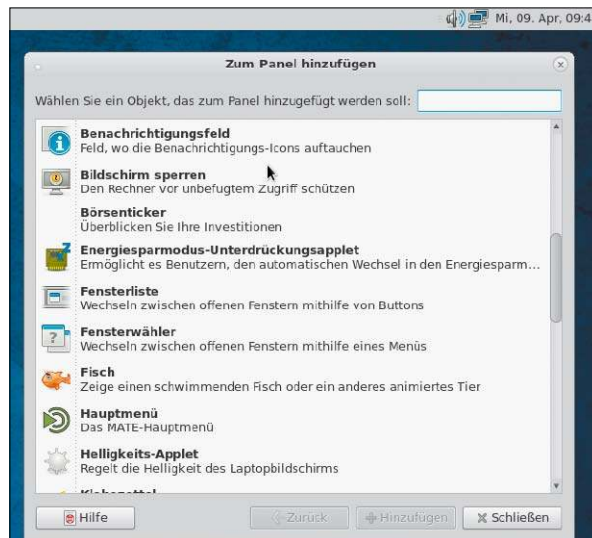 Mi, 09. Apr, 09:4
Zum Panel hinzufügen
Wählen Sie ein Objekt, das zum Panel hinzugefügt werden soll:
Benachrichtigungsfeld
Feld, wo die Benachrichtigungs-Icons auftauchen
Bildschirm sperren
Den Rechner vor unbefugtem Zugriff schützen
Börsenticker
Überblicken Sie Ihre Investitionen
Energiesparmodus-Unterdrückungsapplet
Ermöglicht es Benutzern, den automatischen Wechsel in den Energiesparm...
Fensterliste
Wechseln zwischen offenen Fenstern mithilfe von Buttons
Fensterwähler
Wechseln zwischen offenen Fenstern mithilfe eines Menüs
Fisch
Zeige einen schwimmenden Fisch oder ein anderes animiertes Tier
Hauptmenü
Das MATE-Hauptmenü
Helligkeits-Applet
Regelt die Helligkeit des Laptopbildschirms
Hilfe
Zurück
Hinzufügen
Schließen